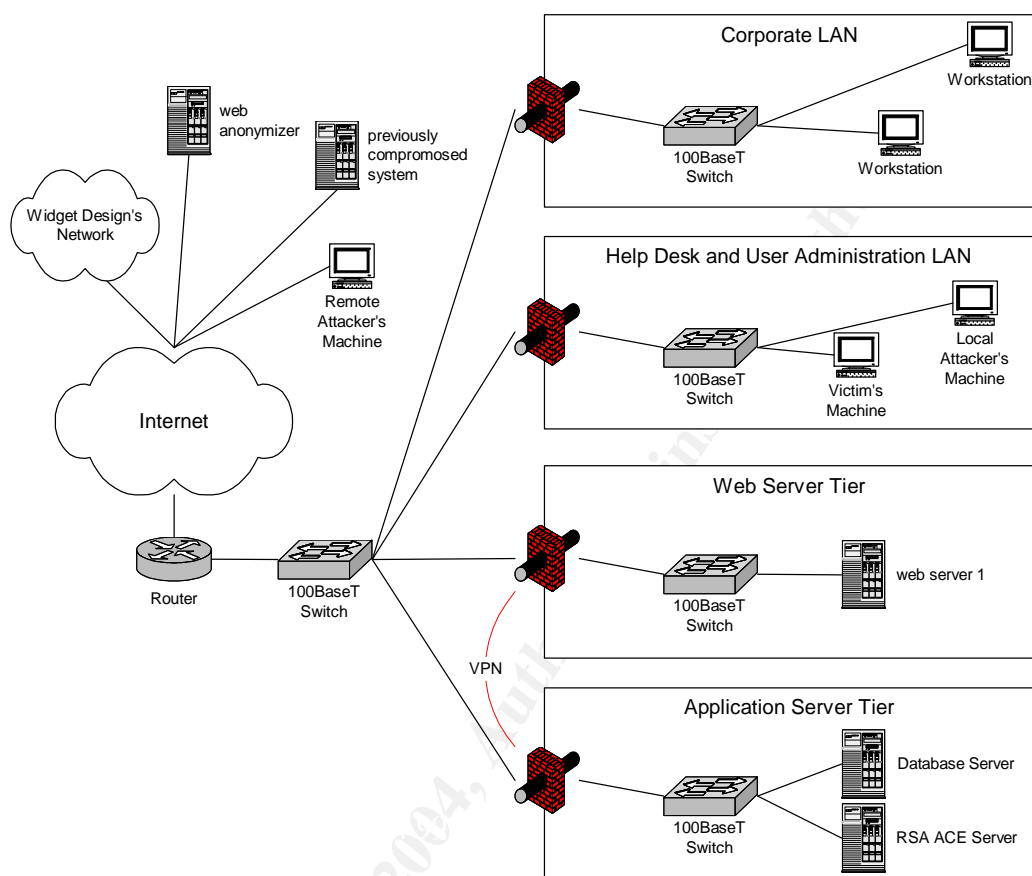 Corporate LAN
Workstation
100BaseT
Switch
Workstation
web
anonymizer
previously
compromosed
system
Widget Design's
Network
Remote
Attacker's
Machine
Internet
Router
100BaseT
Switch
Help Desk and User Administration LAN
100BaseT
Switch
Victim's
Machine
Local
Attacker's
Machine
Web Server Tier
100BaseT
Switch
web server 1
VPN
Application Server Tier
100BaseT
Switch
Database Server
RSA ACE Server
2004,